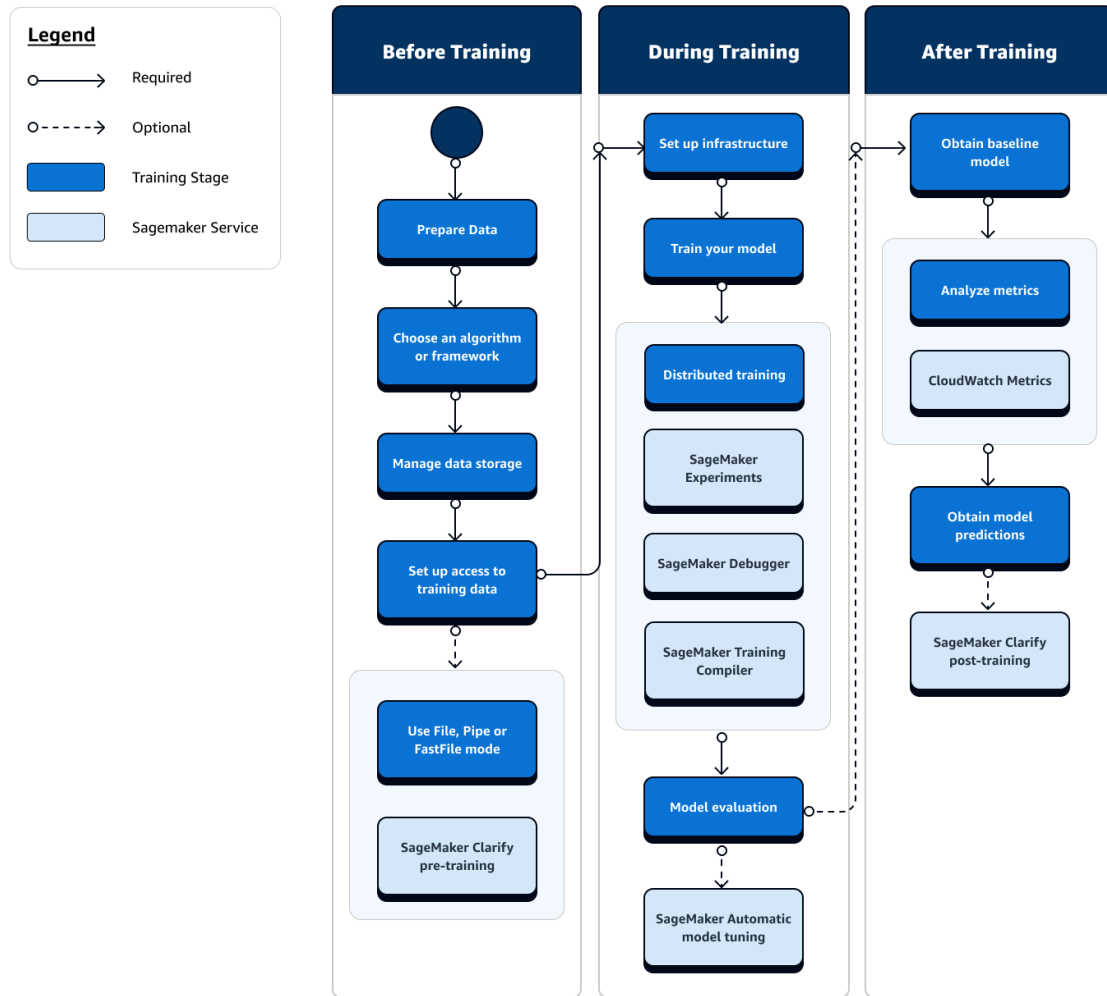 Legend
Required
Optional
Training Stage
Sagemaker Service
Before Training
Prepare Data
Choose an algorithm
or framework
Manage data storage
Set up access to
training data
Use File, Pipe or
FastFile mode
SageMaker Clarify
pre-training
During Training
Set up infrastructure
Train your model
Distributed training
SageMaker
Experiments
SageMaker Debugger
SageMaker Training
Compiler
Model evaluation
SageMaker Automatic
model tuning
After Training
Obtain baseline
model
Analyze metrics
CloudWatch Metrics
Obtain model
predictions
SageMaker Clarify
post-training